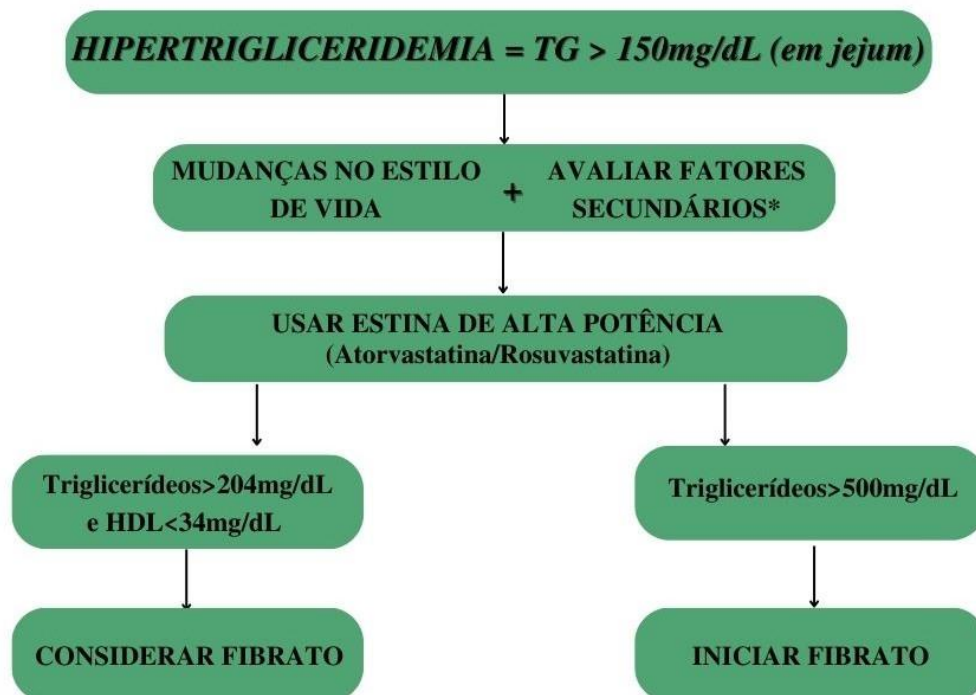 HIPERTRIGLICERIDEMIA = TG > 150mg/dL (em jejum)
MUDANÇAS NO ESTILO
DE VIDA
+
AVALIAR FATORES
SECUNDÁRIOS*
USAR ESTINA DE ALTA POTÊNCIA
(Atorvastatina/Rosuvastatina)
Triglicerídeos>204mg/dL
e HDL<34mg/dL
Triglicerídeos>500mg/dL
CONSIDERAR FIBRATO
INICIAR FIBRATO